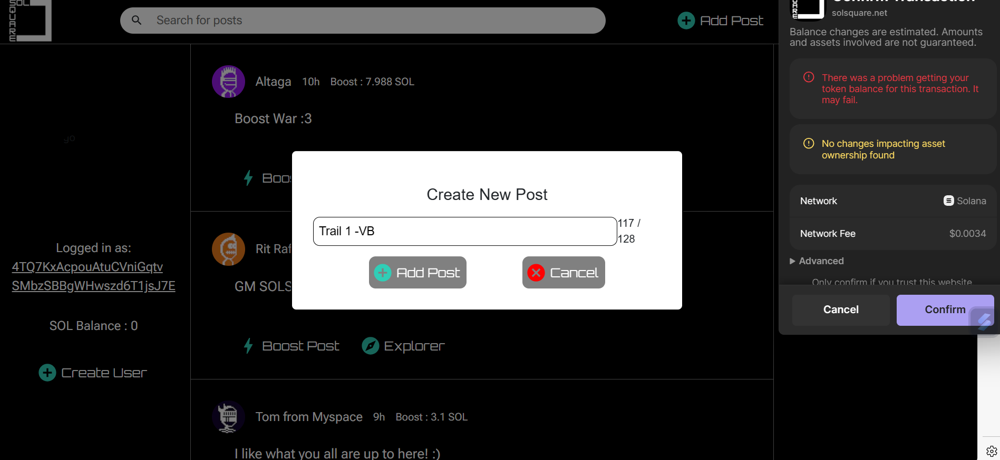 SOL
SQUARE
Search for posts
Add Post
yo
Logged in as:
4TQ7KxAcpouAtuCVniGqtv
SMbzSBBgWHwszd6T1jsJ7E
SOL Balance : 0
Create User
Altaga 10h Boost : 7.988 SOL
Boost War :3
Boos
Rit Raf
GM SOLS
Boost Post Explorer
Tom from Myspace 9h Boost : 3.1 SOL
I like what you all are up to here! :)
Create New Post
Trail 1 -VB
117 /
128
Add Post Cancel
Confirm Transaction
solsquare.net
Balance changes are estimated. Amounts
and assets involved are not guaranteed.
There was a problem getting your
token balance for this transaction. It
may fail.
No changes impacting asset
ownership found
Network Solana
Network Fee $0.0034
Advanced
Only confirm if you trust this website
Cancel Confirm